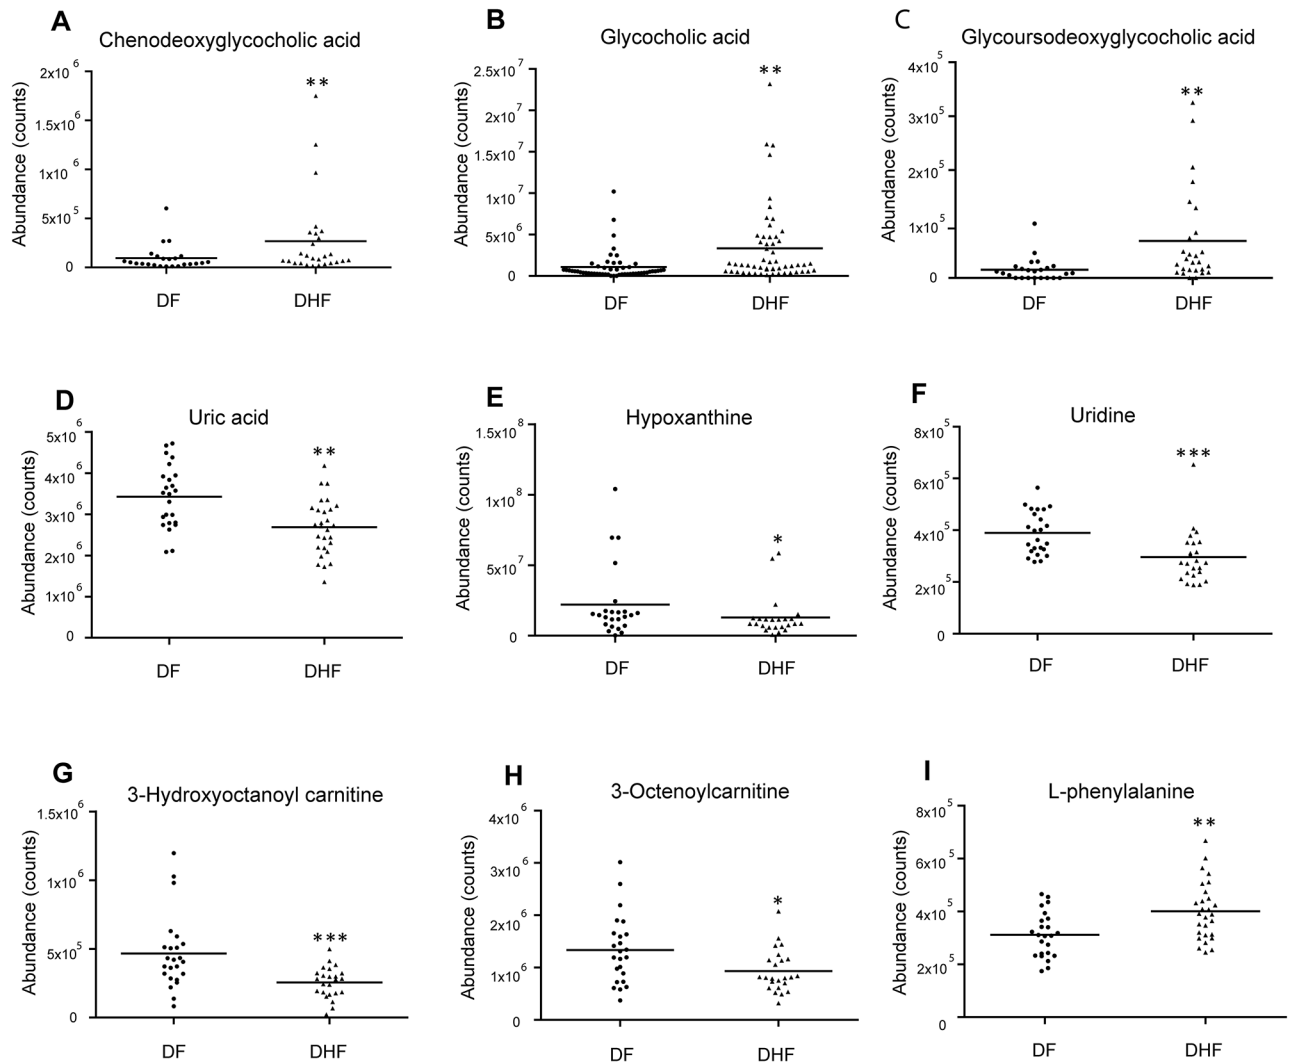 A
Chenodeoxyglycocholic acid
Abundance (counts)
2x10^6
1.5x10^6
1x10^6
5x10^5
0
**
DF
DHF
B
Glycocholic acid
Abundance (counts)
2.5x10^7
2x10^7
1.5x10^7
1x10^7
5x10^6
0
**
DF
DHF
C
Glycoursodeoxyglycocholic acid
Abundance (counts)
4x10^5
3x10^5
2x10^5
1x10^5
0
**
DF
DHF
D
Uric acid
Abundance (counts)
5x10^6
4x10^6
3x10^6
2x10^6
1x10^6
0
**
DF
DHF
E
Hypoxanthine
Abundance (counts)
1.5x10^8
1x10^8
5x10^7
0
*
DF
DHF
F
Uridine
Abundance (counts)
8x10^5
6x10^5
4x10^5
2x10^5
0
***
DF
DHF
G
3-Hydroxyoctanoyl carnitine
Abundance (counts)
1.5x10^6
1x10^6
5x10^5
0
***
DF
DHF
H
3-Octenoylcarnitine
Abundance (counts)
4x10^6
3x10^6
2x10^6
1x10^6
0
*
DF
DHF
I
L-phenylalanine
Abundance (counts)
8x10^5
6x10^5
4x10^5
2x10^5
0
**
DF
DHF